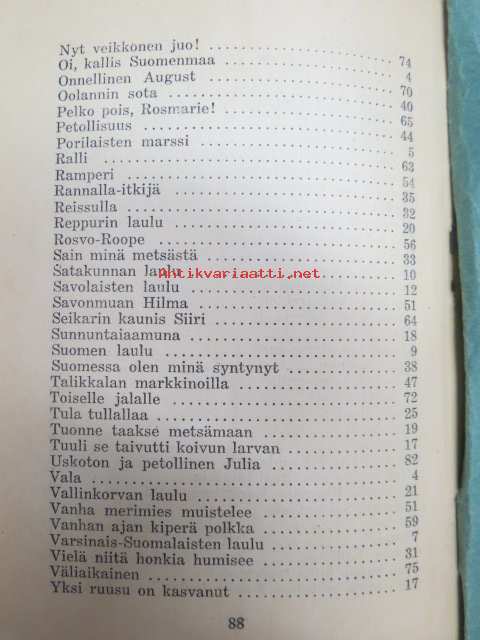 Nyt veikkonen juo! .......................... 74
Oi, kallis Suomenmaa .......................... 4
Onnellinen August .......................... 70
Oolannin sota .......................... 40
Pelko pois, Rosmarie! .......................... 65
Petollisuus .......................... 44
Porilaisten marssi .......................... 5
Ralli .......................... 63
Ramperi .......................... 54
Rannalla-itkijä .......................... 35
Reissulla .......................... 32
Reppurin laulu .......................... 20
Rosvo-Roope .......................... 56
Sain minä metsästä .......................... 33
Satakunnan laulu .......................... 10
Antikvariaatti.net
Savolaisten laulu .......................... 12
Savonmuan Hilma .......................... 51
Seikarin kaunis Siiri .......................... 64
Sunnuntaiaamuna .......................... 18
Suomen laulu .......................... 9
Suomessa olen minä syntynyt .......................... 38
Talikkalan markkinoilla .......................... 47
Toiselle jalalle .......................... 72
Tula tullallaa .......................... 25
Tuonne taakse metsämaan .......................... 19
Tuuli se taivutti koivun larvan .......................... 17
Uskoton ja petollinen Julia .......................... 82
Vala .......................... 4
Vallinkorvan laulu .......................... 21
Vanha merimies muistelee .......................... 51
Vanhan ajan kiperä polkka .......................... 59
Varsinais-Suomalaisten laulu .......................... 7
Vielä niitä honkia humisee .......................... 31
Väliaikainen .......................... 75
Yksi ruusu on kasvanut .......................... 17
88